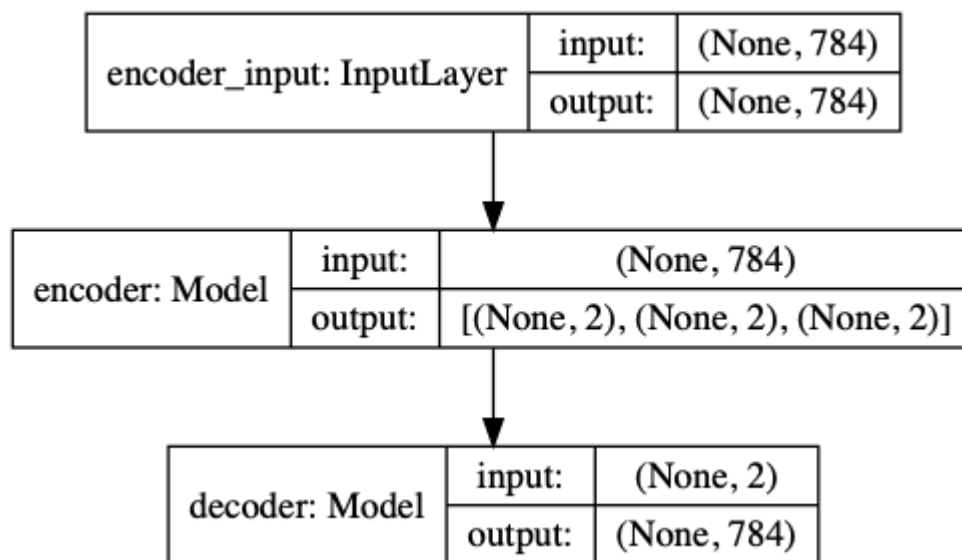 encoder_input: InputLayer
input: (None, 784)
output: (None, 784)
encoder: Model
input: (None, 784)
output: [(None, 2), (None, 2), (None, 2)]
decoder: Model
input: (None, 2)
output: (None, 784)